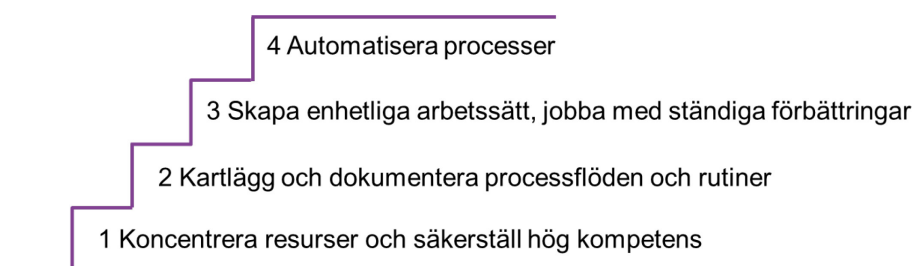 4 Automatisera processer
3 Skapa enhetliga arbetssätt, jobba med ständiga förbättringar
2 Kartlägg och dokumentera processflöden och rutiner
1 Koncentrera resurser och säkerställ hög kompetens